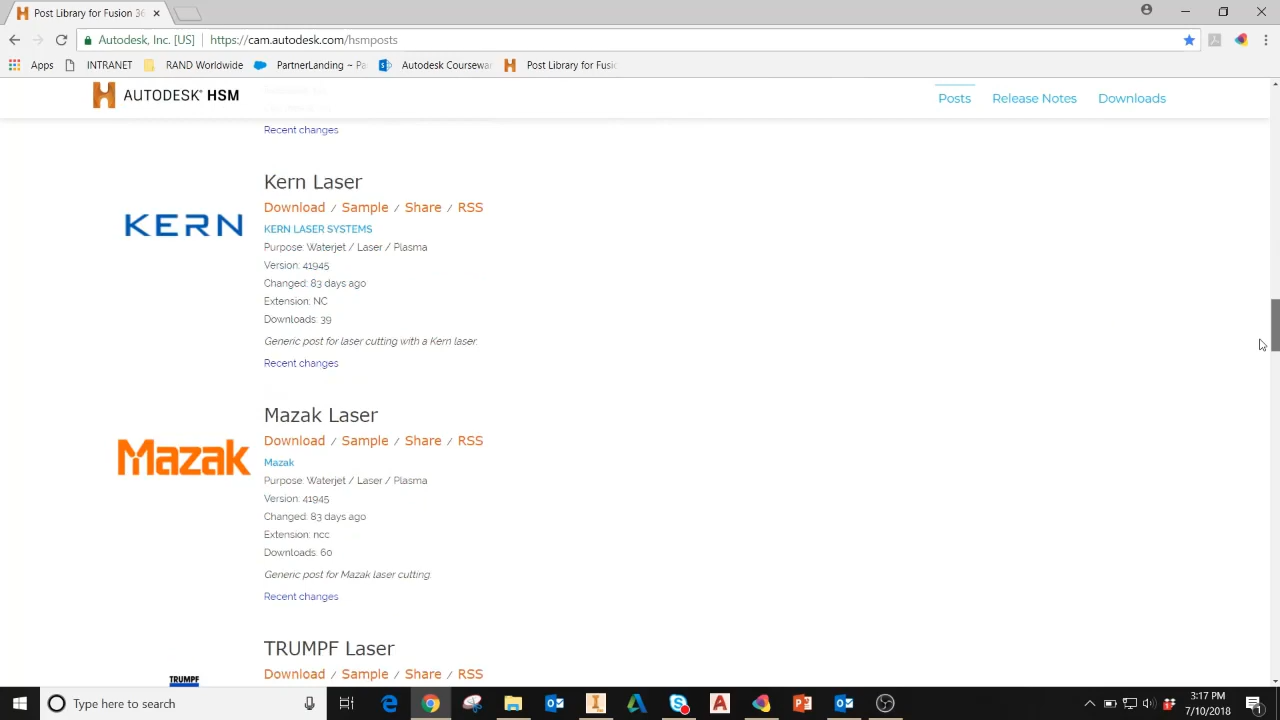 Post Library for Fusion 36
Autodesk, Inc. [US]
https://cam.autodesk.com/hsmposts
Apps
INTRANET
RAND Worldwide
PartnerLanding ~ Pa
Autodesk Coursewar
Post Library for Fusio
AUTODESK® HSM
Posts
Release Notes
Downloads
Recent changes
Kern Laser
Download / Sample / Share / RSS
KERN
KERN LASER SYSTEMS
Purpose: Waterjet / Laser / Plasma
Version: 41945
Changed: 83 days ago
Extension: NC
Downloads: 39
Generic post for laser cutting with a Kern laser.
Recent changes
Mazak Laser
Download / Sample / Share / RSS
Mazak
Mazak
Purpose: Waterjet / Laser / Plasma
Version: 41945
Changed: 83 days ago
Extension: ncc
Downloads: 60
Generic post for Mazak laser cutting.
Recent changes
TRUMPF Laser
Download / Sample / Share / RSS
TRUMPF
Type here to search
3:17 PM
7/10/2018